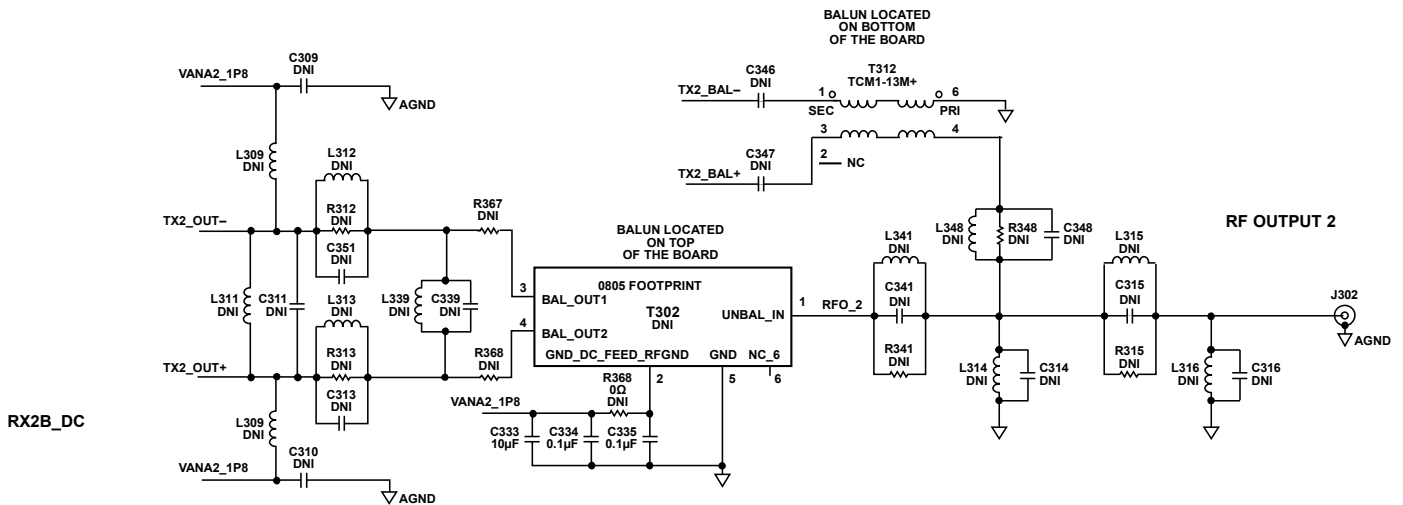 BALUN LOCATED
ON BOTTOM
OF THE BOARD
C309
DNI
VANA2_1P8
AGND
C346
DNI
T312
TCM1-13M+
TX2_BAL–
1
6
SEC
PRI
3
4
2
NC
C347
DNI
TX2_BAL+
L309
DNI
L312
DNI
R312
DNI
C351
DNI
TX2_OUT–
R367
DNI
BALUN LOCATED
ON TOP
OF THE BOARD
L348
DNI
R348
DNI
C348
DNI
RF OUTPUT 2
L311
DNI
C311
DNI
L313
DNI
R313
DNI
C313
DNI
L339
DNI
C339
DNI
3
4
0805 FOOTPRINT
BAL_OUT1
T302
DNI
UNBAL_IN
BAL_OUT2
GND_DC_FEED_RFGND
GND
NC_6
1
RFO_2
L341
DNI
C341
DNI
R341
DNI
L315
DNI
C315
DNI
R315
DNI
J302
AGND
TX2_OUT+
R368
DNI
2
5
6
L314
DNI
C314
DNI
L316
DNI
C316
DNI
R368
0Ω
DNI
VANA2_1P8
C333
10µF
C334
0.1µF
C335
0.1µF
RX2B_DC
L309
DNI
VANA2_1P8
C310
DNI
AGND